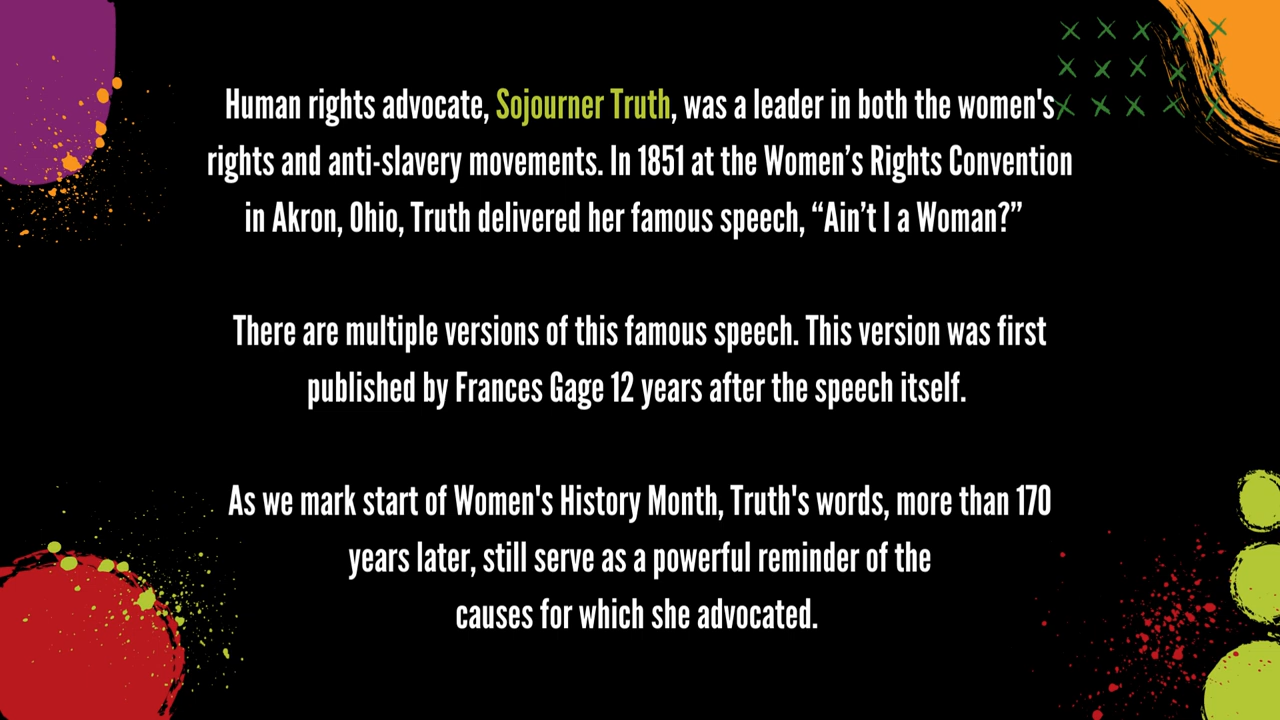 Human rights advocate, Sojourner Truth, was a leader in both the women's
rights and anti-slavery movements. In 1851 at the Women’s Rights Convention
in Akron, Ohio, Truth delivered her famous speech, “Ain’t I a Woman?”
There are multiple versions of this famous speech. This version was first
published by Frances Gage 12 years after the speech itself.
As we mark start of Women's History Month, Truth's words, more than 170
years later, still serve as a powerful reminder of the
causes for which she advocated.